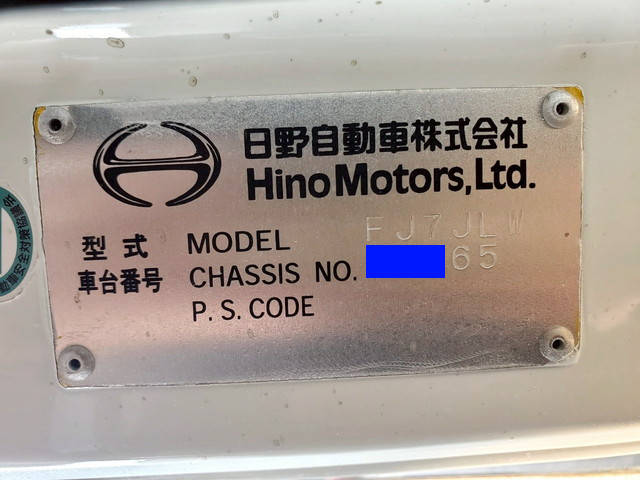 日野自動車株式会社
Hino Motors, Ltd.
型式 MODEL FJ7JLW
車台番号 CHASSIS NO. 65
P.S.CODE